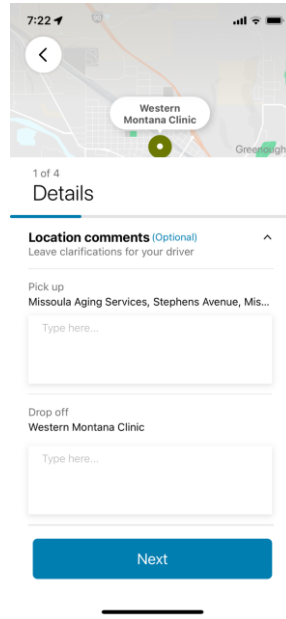 7:22
Western
Montana Clinic
Greenough
1 of 4
Details
Location comments (Optional)
Leave clarifications for your driver
Pick up
Missoula Aging Services, Stephens Avenue, Mis...
Type here...
Drop off
Western Montana Clinic
Type here...
Next